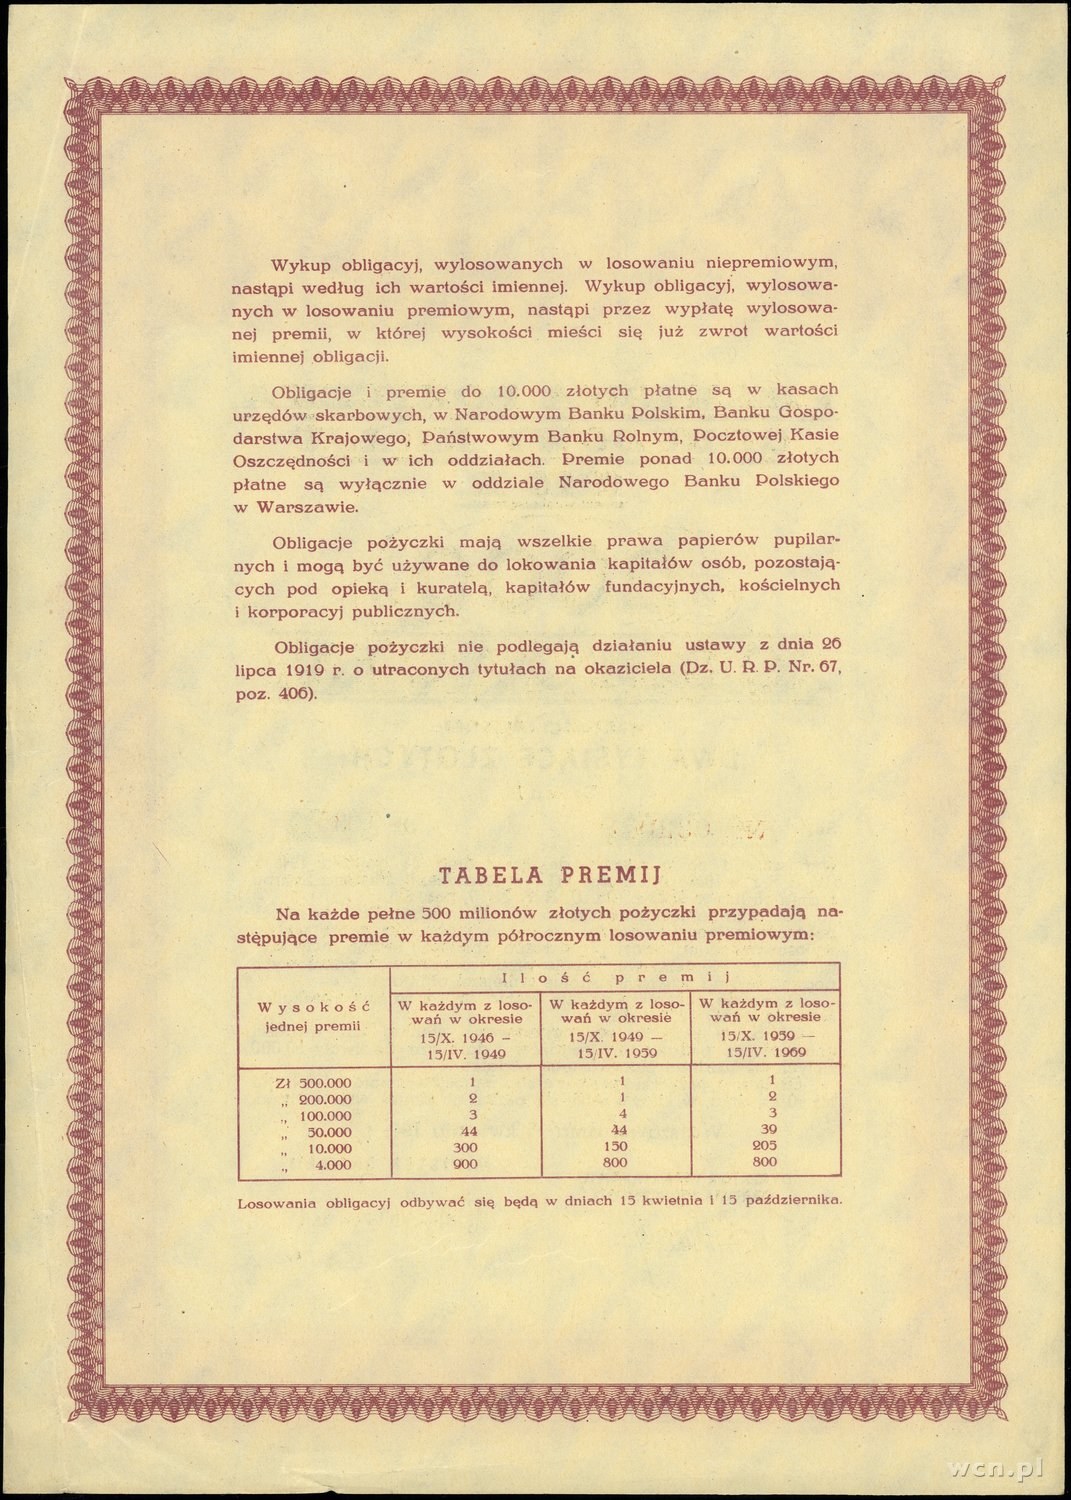 Wykup obligacyj, wylosowanych w losowaniu niepremiowym,
nastąpi według ich wartości imiennej. Wykup obligacyj, wylosowa-
nych w losowaniu premiowym, nastąpi przez wypłatę wylosowa-
nej premii, w której wysokości mieści się już zwrot wartości
imiennej obligacji.
Obligacje i premie do 10.000 złotych płatne są w kasach
urzędów skarbowych, w Narodowym Banku Polskim, Banku Gospo-
darstwa Krajowego, Państwowym Banku Rolnym, Pocztowej Kasie
Oszczędności i w ich oddziałach. Premie ponad 10.000 złotych
płatne są wyłącznie w oddziale Narodowego Banku Polskiego
w Warszawie.
Obligacje pożyczki mają wszelkie prawa papierów pupilar-
nych i mogą być używane do lokowania kapitałów osób, pozostają-
cych pod opieką i kuratelą, kapitałów fundacyjnych, kościelnych
i korporacyj publicznych.
Obligacje pożyczki nie podlegają działaniu ustawy z dnia 26
lipca 1919 r. o utraconych tytułach na okaziciela (Dz. U. R. P. Nr. 67,
poz. 406).
TABELA PREMIJ
Na każde pełne 500 milionów złotych pożyczki przypadają na-
stępujące premie w każdym półrocznym losowaniu premiowym:
Wysokość jednej premii
Ilość premij
W każdym z loso- W każdym z loso- W każdym z loso-
wań w okresie wań w okresie wań w okresie
15/X. 1946 – 15/X. 1949 — 15/X. 1959 —
15/IV. 1949 15/IV. 1959 15/IV. 1969
Zł 500.000 1 1 1
„ 200.000 2 1 2
„ 100.000 3 4 3
„ 50.000 44 44 39
„ 10.000 300 150 205
„ 4.000 900 800 800
Losowania obligacyj odbywać się będą w dniach 15 kwietnia i 15 października.
wcn.pl